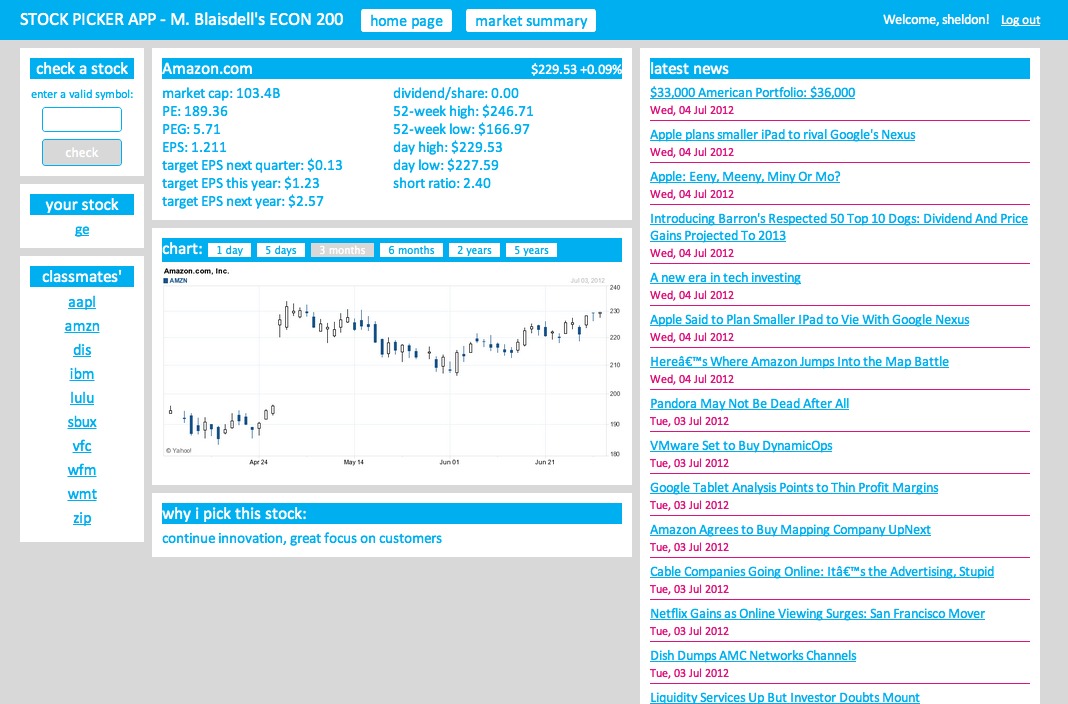 STOCK PICKER APP - M. Blaisdell's ECON 200
home page
market summary
Welcome, sheldon!
Log out
check a stock
enter a valid symbol:
check
your stock
ge
classmates'
aapl
amzn
dis
ibm
lulu
sbux
vfc
wfm
wmt
zip
Amazon.com
$229.53 +0.09%
market cap: 103.4B
PE: 189.36
PEG: 5.71
EPS: 1.211
target EPS next quarter: $0.13
target EPS this year: $1.23
target EPS next year: $2.57
dividend/share: 0.00
52-week high: $246.71
52-week low: $166.97
day high: $229.53
day low: $227.59
short ratio: 2.40
chart:
1 day
5 days
3 months
6 months
2 years
5 years
Amazon.com, Inc.
AMZN
Jul 03, 2012
240
230
220
210
200
190
180
© Yahoo!
Apr 24
May 14
Jun 01
Jun 21
why i pick this stock:
continue innovation, great focus on customers
latest news
$33,000 American Portfolio: $36,000
Wed, 04 Jul 2012
Apple plans smaller iPad to rival Google's Nexus
Wed, 04 Jul 2012
Apple: Eeny, Meeny, Miny Or Mo?
Wed, 04 Jul 2012
Introducing Barron's Respected 50 Top 10 Dogs: Dividend And Price
Gains Projected To 2013
Wed, 04 Jul 2012
A new era in tech investing
Wed, 04 Jul 2012
Apple Said to Plan Smaller IPad to Vie With Google Nexus
Wed, 04 Jul 2012
Hereâ€™s Where Amazon Jumps Into the Map Battle
Wed, 04 Jul 2012
Pandora May Not Be Dead After All
Tue, 03 Jul 2012
VMware Set to Buy DynamicOps
Tue, 03 Jul 2012
Google Tablet Analysis Points to Thin Profit Margins
Tue, 03 Jul 2012
Amazon Agrees to Buy Mapping Company UpNext
Tue, 03 Jul 2012
Cable Companies Going Online: Itâ€™s the Advertising, Stupid
Tue, 03 Jul 2012
Netflix Gains as Online Viewing Surges: San Francisco Mover
Tue, 03 Jul 2012
Dish Dumps AMC Networks Channels
Tue, 03 Jul 2012
Liquidity Services Up But Investor Doubts Mount